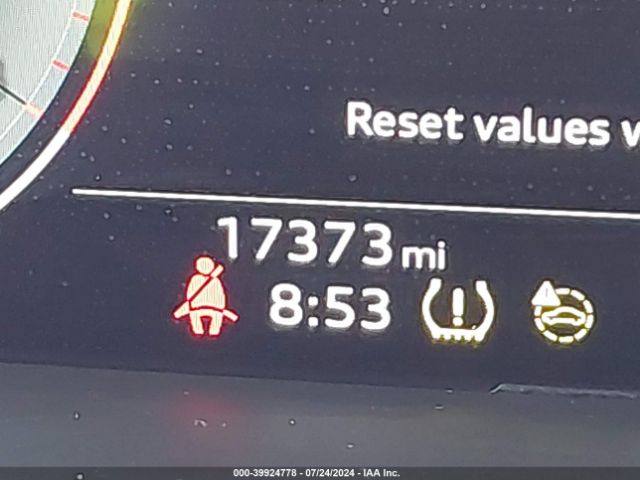 Reset values
17373 mi
8:53
000-39924778 - 07/24/2024 - IAA Inc.